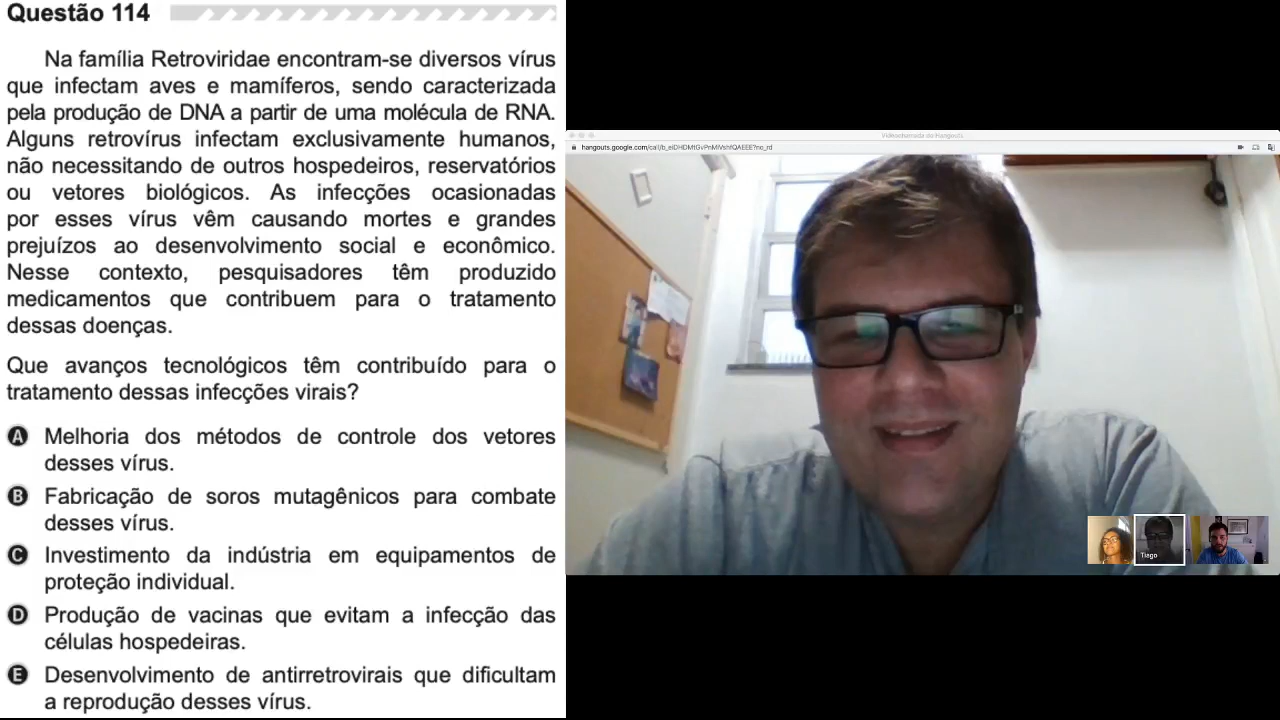 Questão 114
Na família Retroviridae encontram-se diversos vírus
que infectam aves e mamíferos, sendo caracterizada
pela produção de DNA a partir de uma molécula de RNA.
Alguns retrovírus infectam exclusivamente humanos,
não necessitando de outros hospedeiros, reservatórios
ou vetores biológicos. As infecções ocasionadas
por esses vírus vêm causando mortes e grandes
prejuízos ao desenvolvimento social e econômico.
Nesse contexto, pesquisadores têm produzido
medicamentos que contribuem para o tratamento
dessas doenças.
Que avanços tecnológicos têm contribuído para o
tratamento dessas infecções virais?
A Melhoria dos métodos de controle dos vetores
desses vírus.
B Fabricação de soros mutagênicos para combate
desses vírus.
C Investimento da indústria em equipamentos de
proteção individual.
D Produção de vacinas que evitam a infecção das
células hospedeiras.
E Desenvolvimento de antirretrovirais que dificultam
a reprodução desses vírus.
Videochamada do Hangouts
Tiago